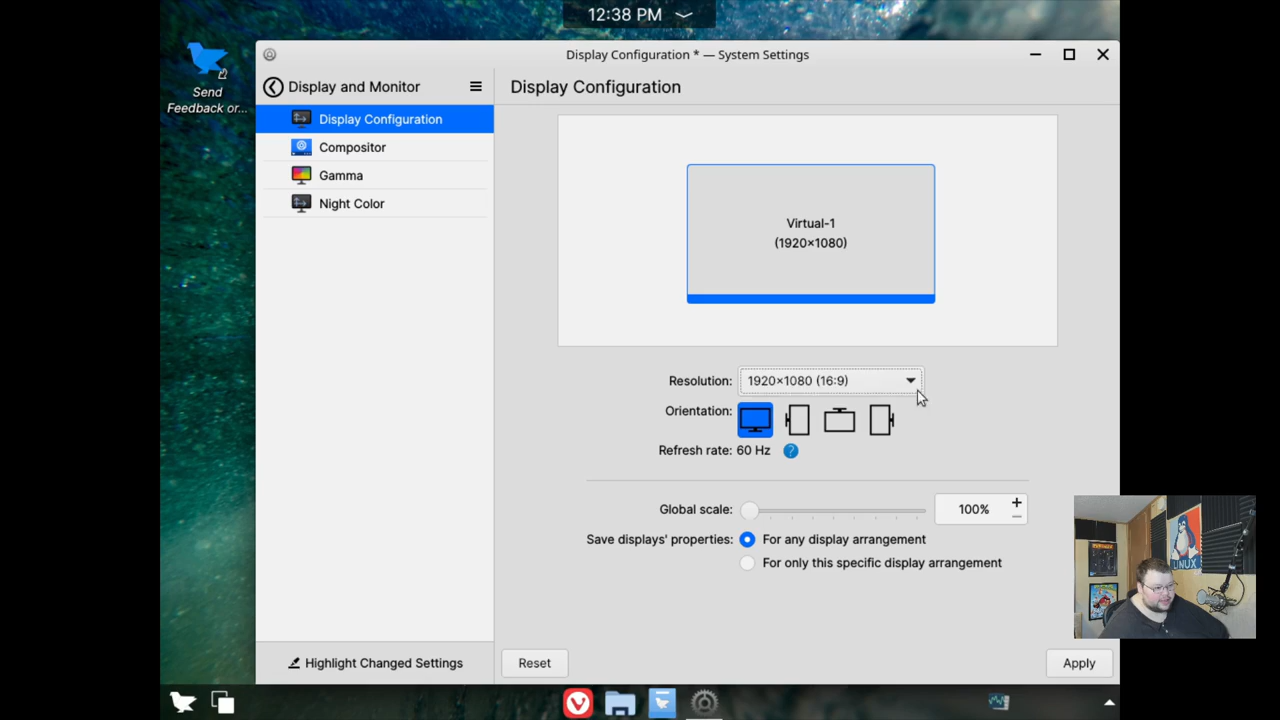 12:38 PM
Send
Feedback or...
Display Configuration * — System Settings
Display and Monitor
Display Configuration
Display Configuration
Compositor
Gamma
Night Color
Virtual-1
(1920×1080)
Resolution: 1920×1080 (16:9)
Orientation:
Refresh rate: 60 Hz ?
Global scale: 100% + −
Save displays' properties: For any display arrangement
For only this specific display arrangement
Highlight Changed Settings
Reset
Apply
LINUX